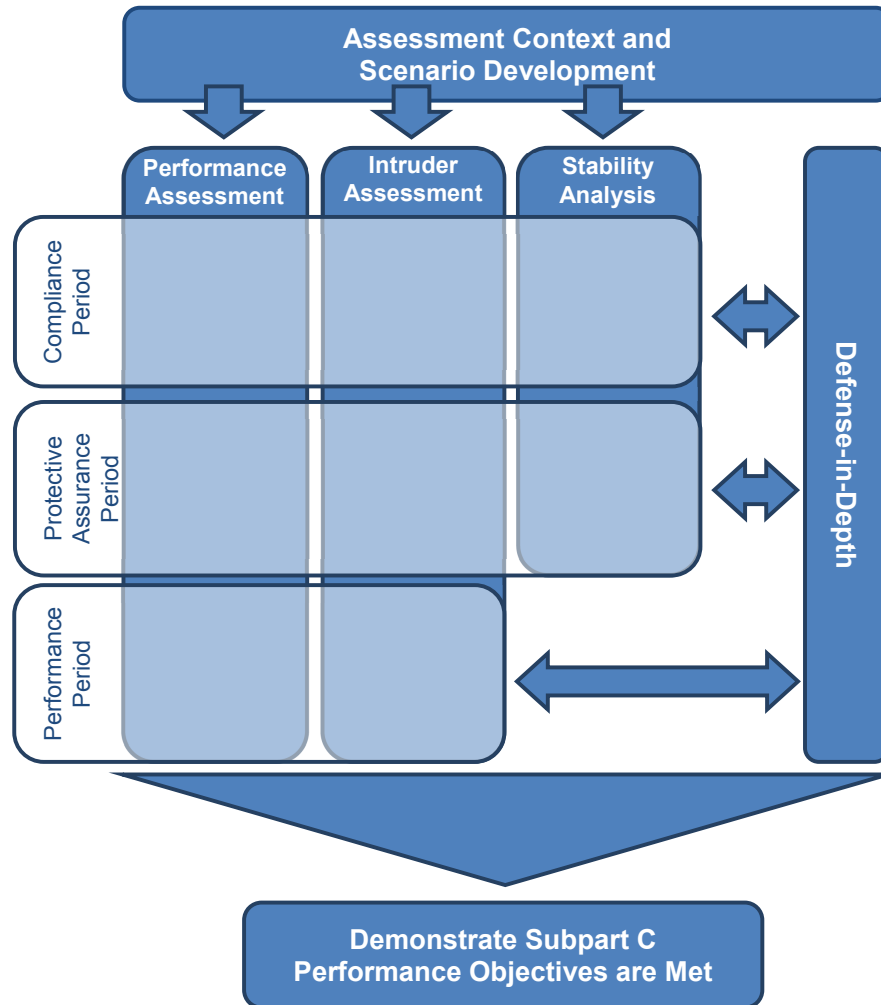 Assessment Context and
Scenario Development
Performance
Assessment
Intruder
Assessment
Stability
Analysis
Compliance
Period
Protective
Assurance
Period
Performance
Period
Defense-in-Depth
Demonstrate Subpart C
Performance Objectives are Met